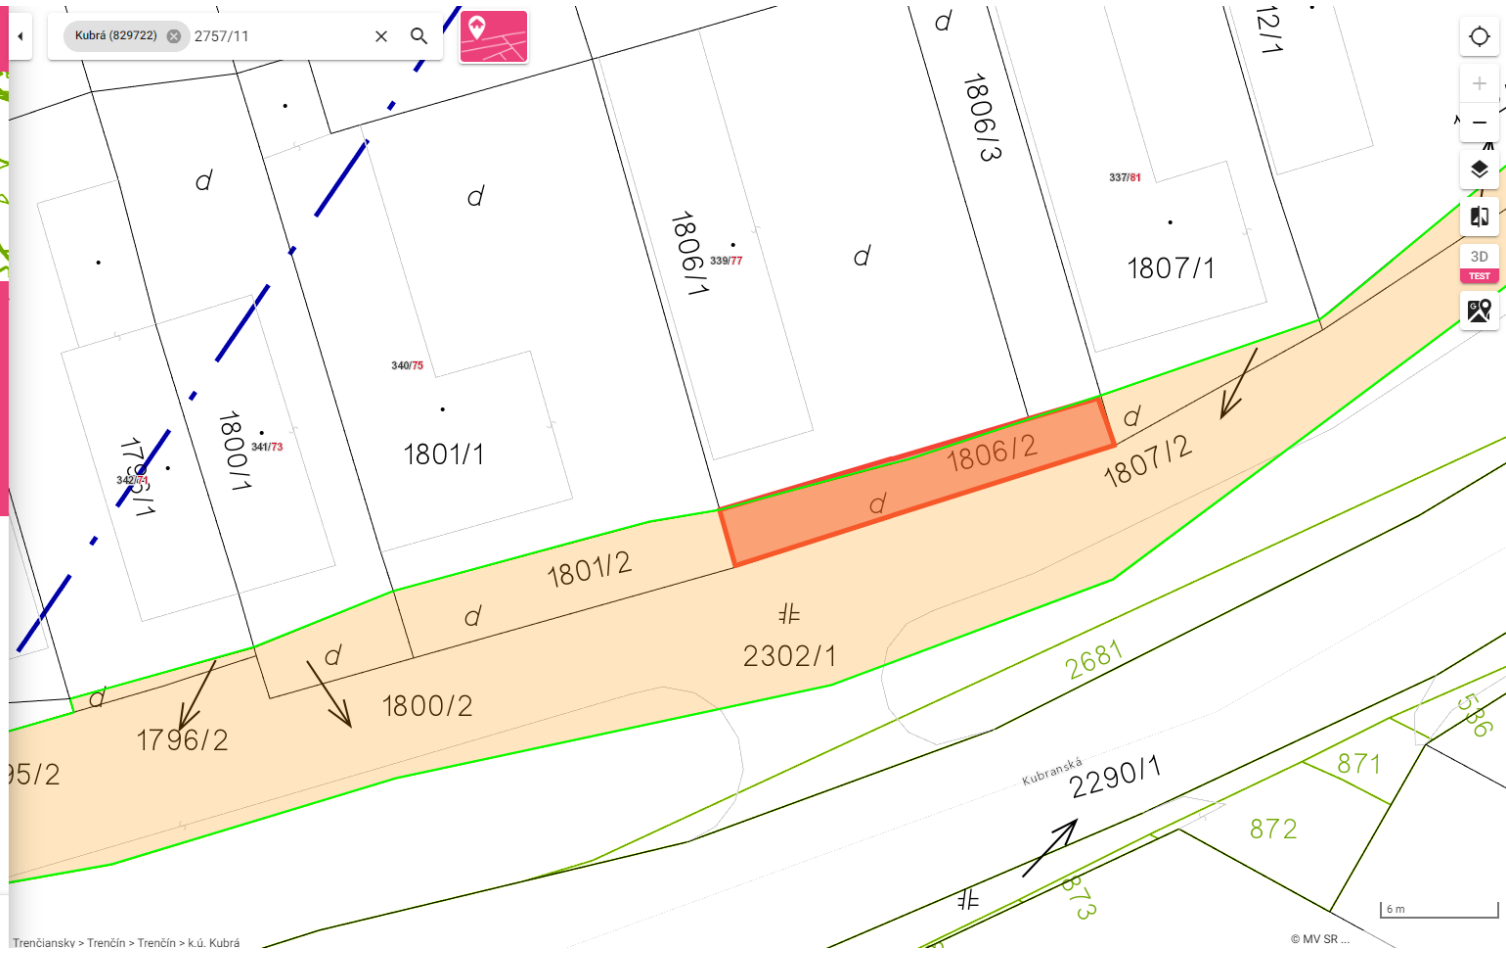 Kubrá (829722) 2757/11
12/1
d
1806/3
d
d
337/81
1806/1
339/77
d
1807/1
3D
TEST
340/75
1800/1
341/73
1801/1
342/71
d
1806/2
1807/2
d
1801/2
d
2302/1
2681
d
1800/2
d
1796/2
95/2
536
Kubranská
2290/1
871
872
873
6 m
Trenčiansky > Trenčín > Trenčín > k.ú. Kubrá
© MV SR ...